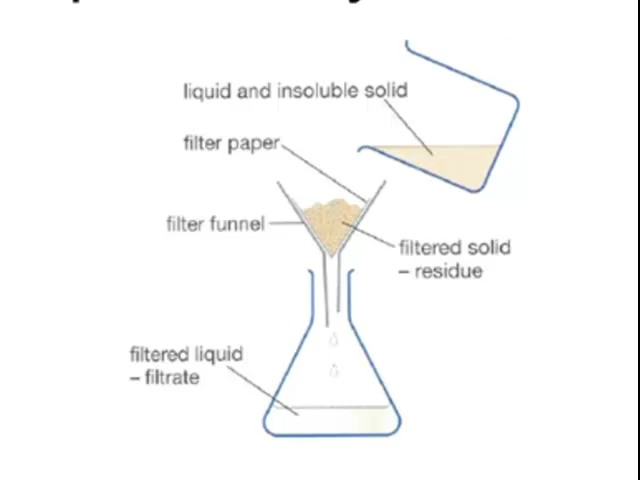 liquid and insoluble solid
filter paper
filter funnel
filtered solid
– residue
filtered liquid
– filtrate